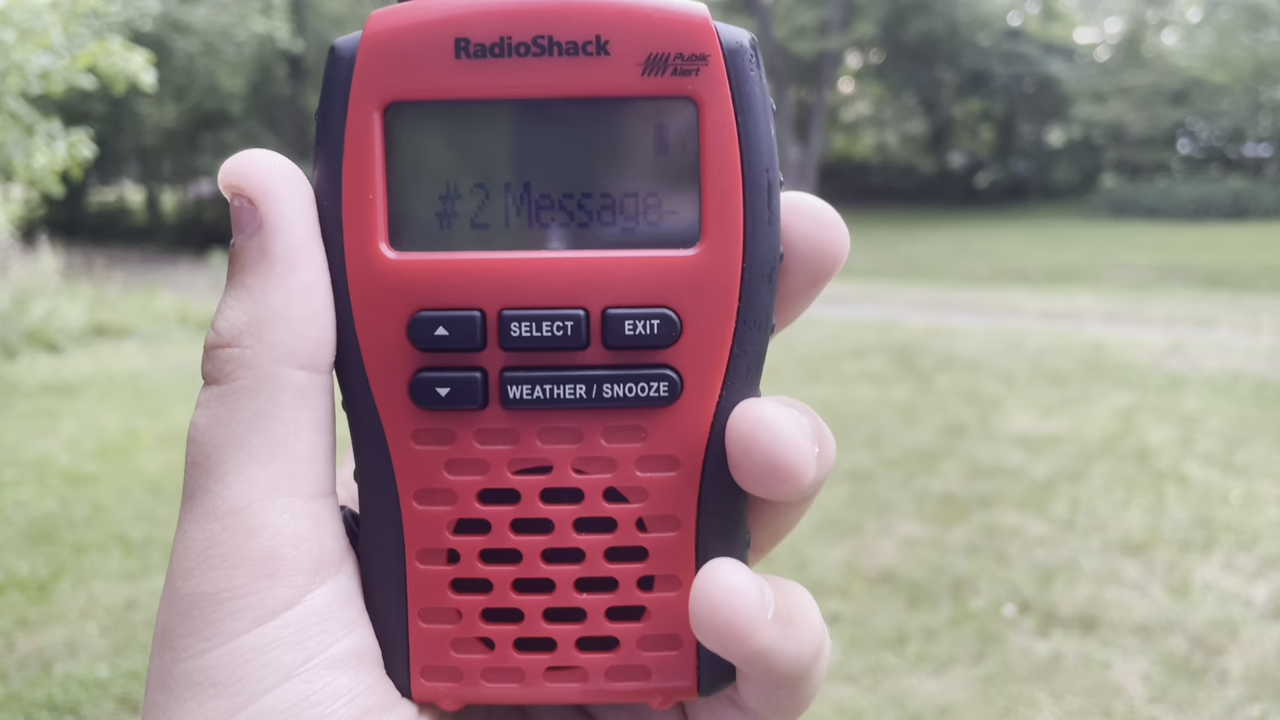 RadioShack
Public
Alert
#2 Message-
SELECT
EXIT
WEATHER / SNOOZE